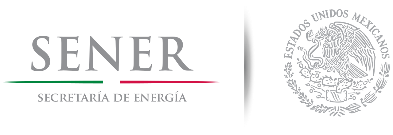 SENER
SECRETARÍA DE ENERGÍA
ESTADOS UNIDOS MEXICANOS